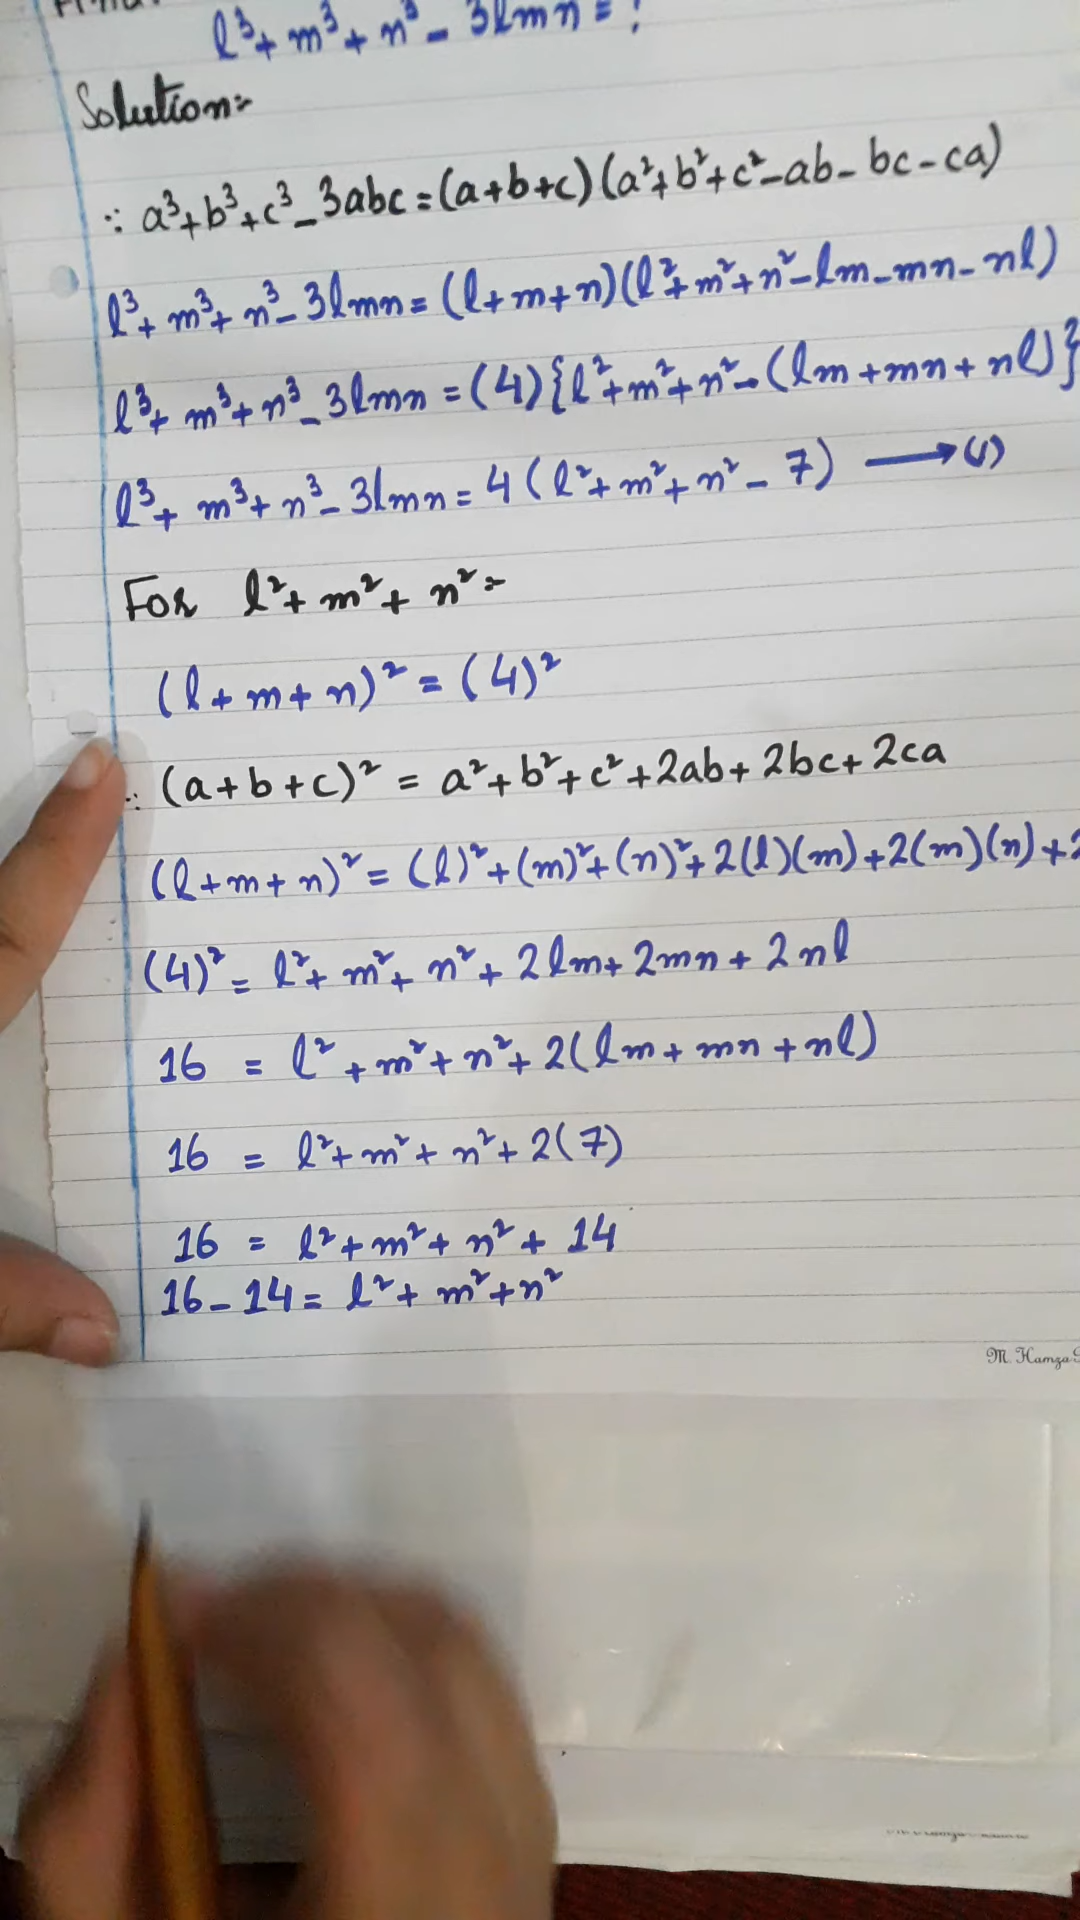 l³ + m³ + n³ - 3lmn = ?
Solution:-
∵ a³+b³+c³-3abc=(a+b+c)(a²+b²+c²-ab-bc-ca)
l³+ m³+ n³- 3lmn = (l+m+n)(l²+m²+n²-lm-mn-nl)
l³+ m³+n³-3lmn = (4){l²+m²+n²-(lm+mn+nl)}
l³+ m³+n³-3lmn = 4 (l²+m²+n²-7) ⟶(1)
For l²+ m²+ n²:-
(l+m+n)² = (4)²
∵ (a+b+c)² = a²+b²+c²+2ab+2bc+2ca
(l+m+n)² = (l)²+(m)²+(n)²+2(l)(m)+2(m)(n)+2
(4)² = l²+ m²+ n²+ 2lm+2mn+2nl
16 = l²+m²+n²+2(lm+mn+nl)
16 = l²+m²+n²+2(7)
16 = l²+m²+n²+14
16-14= l²+ m²+n²
M. Hamza